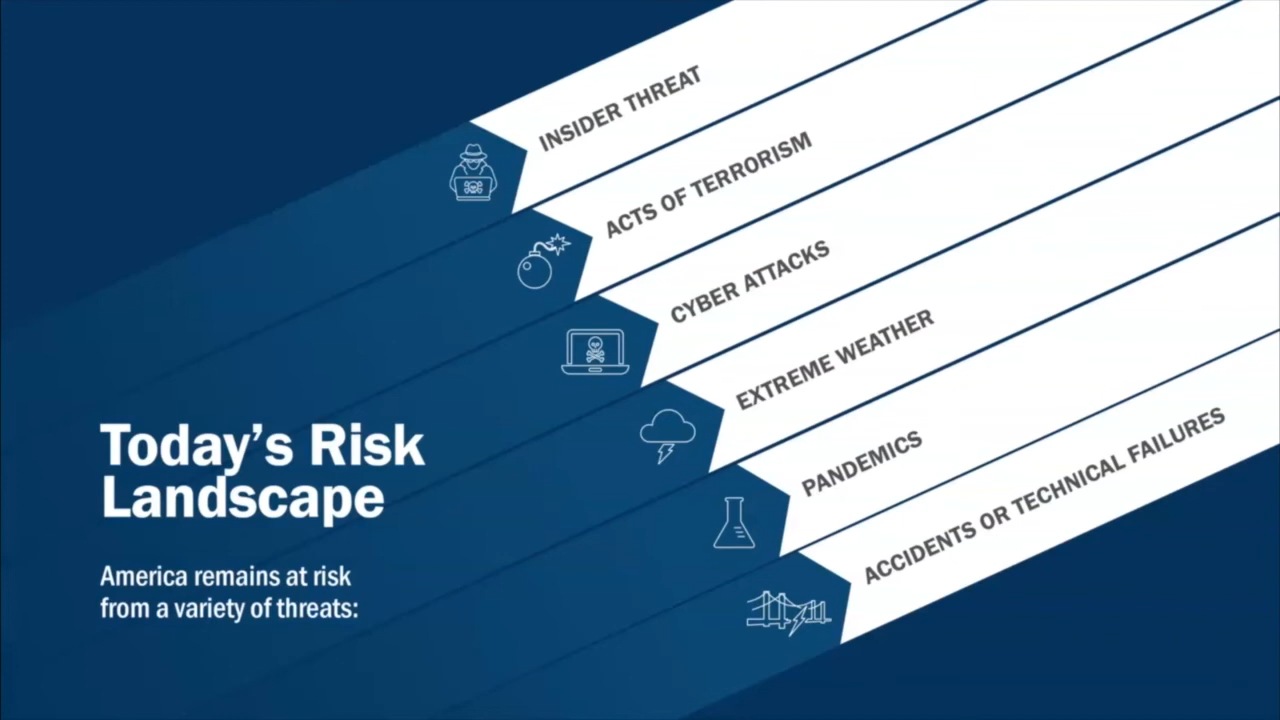 INSIDER THREAT
ACTS OF TERRORISM
CYBER ATTACKS
EXTREME WEATHER
PANDEMICS
ACCIDENTS OR TECHNICAL FAILURES
Today's Risk
Landscape
America remains at risk
from a variety of threats: